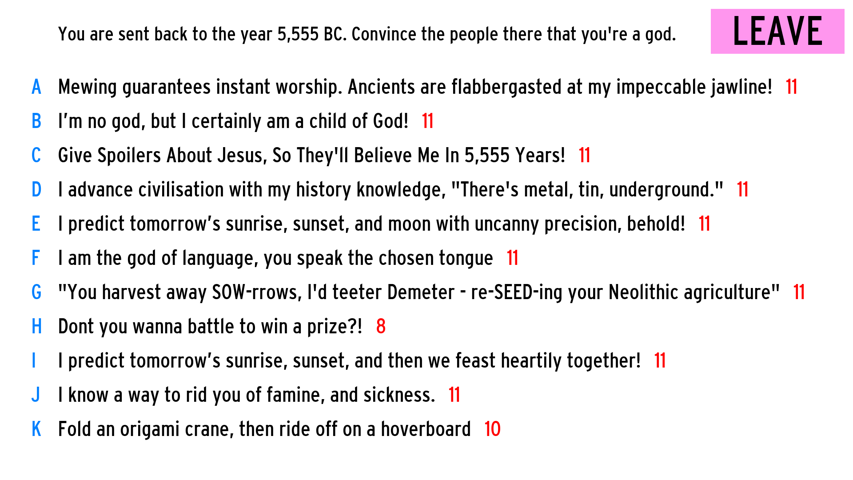 You are sent back to the year 5,555 BC. Convince the people there that you're a god.
LEAVE
A Mewing guarantees instant worship. Ancients are flabbergasted at my impeccable jawline! 11
B I’m no god, but I certainly am a child of God! 11
C Give Spoilers About Jesus, So They'll Believe Me In 5,555 Years! 11
D I advance civilisation with my history knowledge, "There's metal, tin, underground." 11
E I predict tomorrow’s sunrise, sunset, and moon with uncanny precision, behold! 11
F I am the god of language, you speak the chosen tongue 11
G "You harvest away SOW-rrows, I'd teeter Demeter - re-SEED-ing your Neolithic agriculture" 11
H Dont you wanna battle to win a prize?! 8
I I predict tomorrow’s sunrise, sunset, and then we feast heartily together! 11
J I know a way to rid you of famine, and sickness. 11
K Fold an origami crane, then ride off on a hoverboard 10